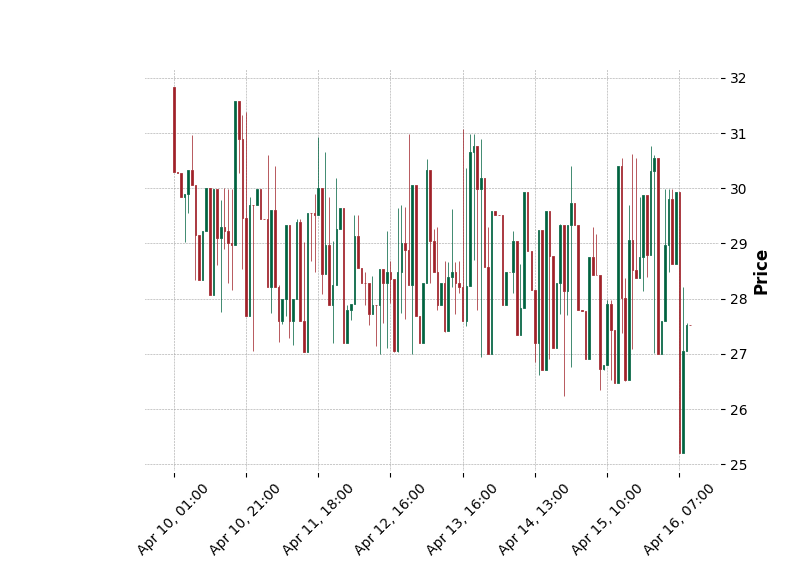 32
31
30
29
28
27
26
25
Price
Apr 10, 01:00
Apr 10, 21:00
Apr 11, 18:00
Apr 12, 16:00
Apr 13, 16:00
Apr 14, 13:00
Apr 15, 10:00
Apr 16, 07:00